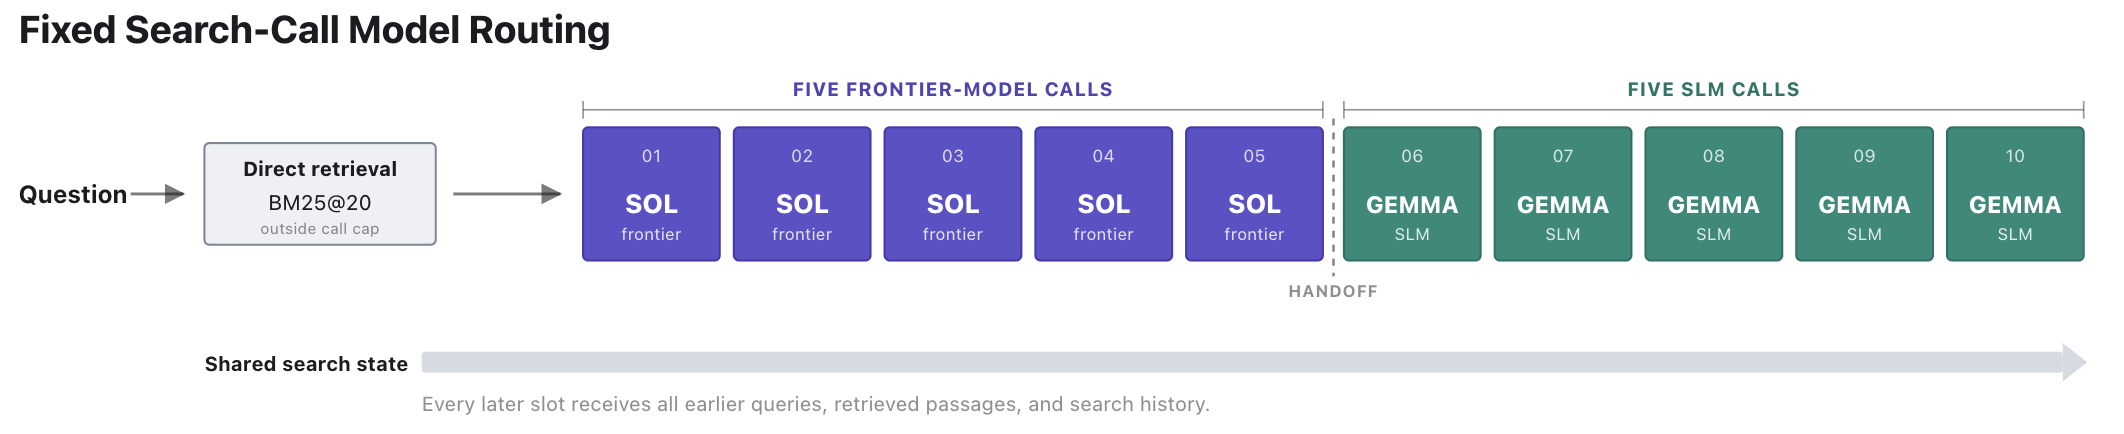 Fixed Search-Call Model Routing
FIVE FRONTIER-MODEL CALLS
FIVE SLM CALLS
Question
Direct retrieval
BM25@20
outside call cap
01
SOL
frontier
02
SOL
frontier
03
SOL
frontier
04
SOL
frontier
05
SOL
frontier
06
GEMMA
SLM
07
GEMMA
SLM
08
GEMMA
SLM
09
GEMMA
SLM
10
GEMMA
SLM
HANDOFF
Shared search state
Every later slot receives all earlier queries, retrieved passages, and search history.